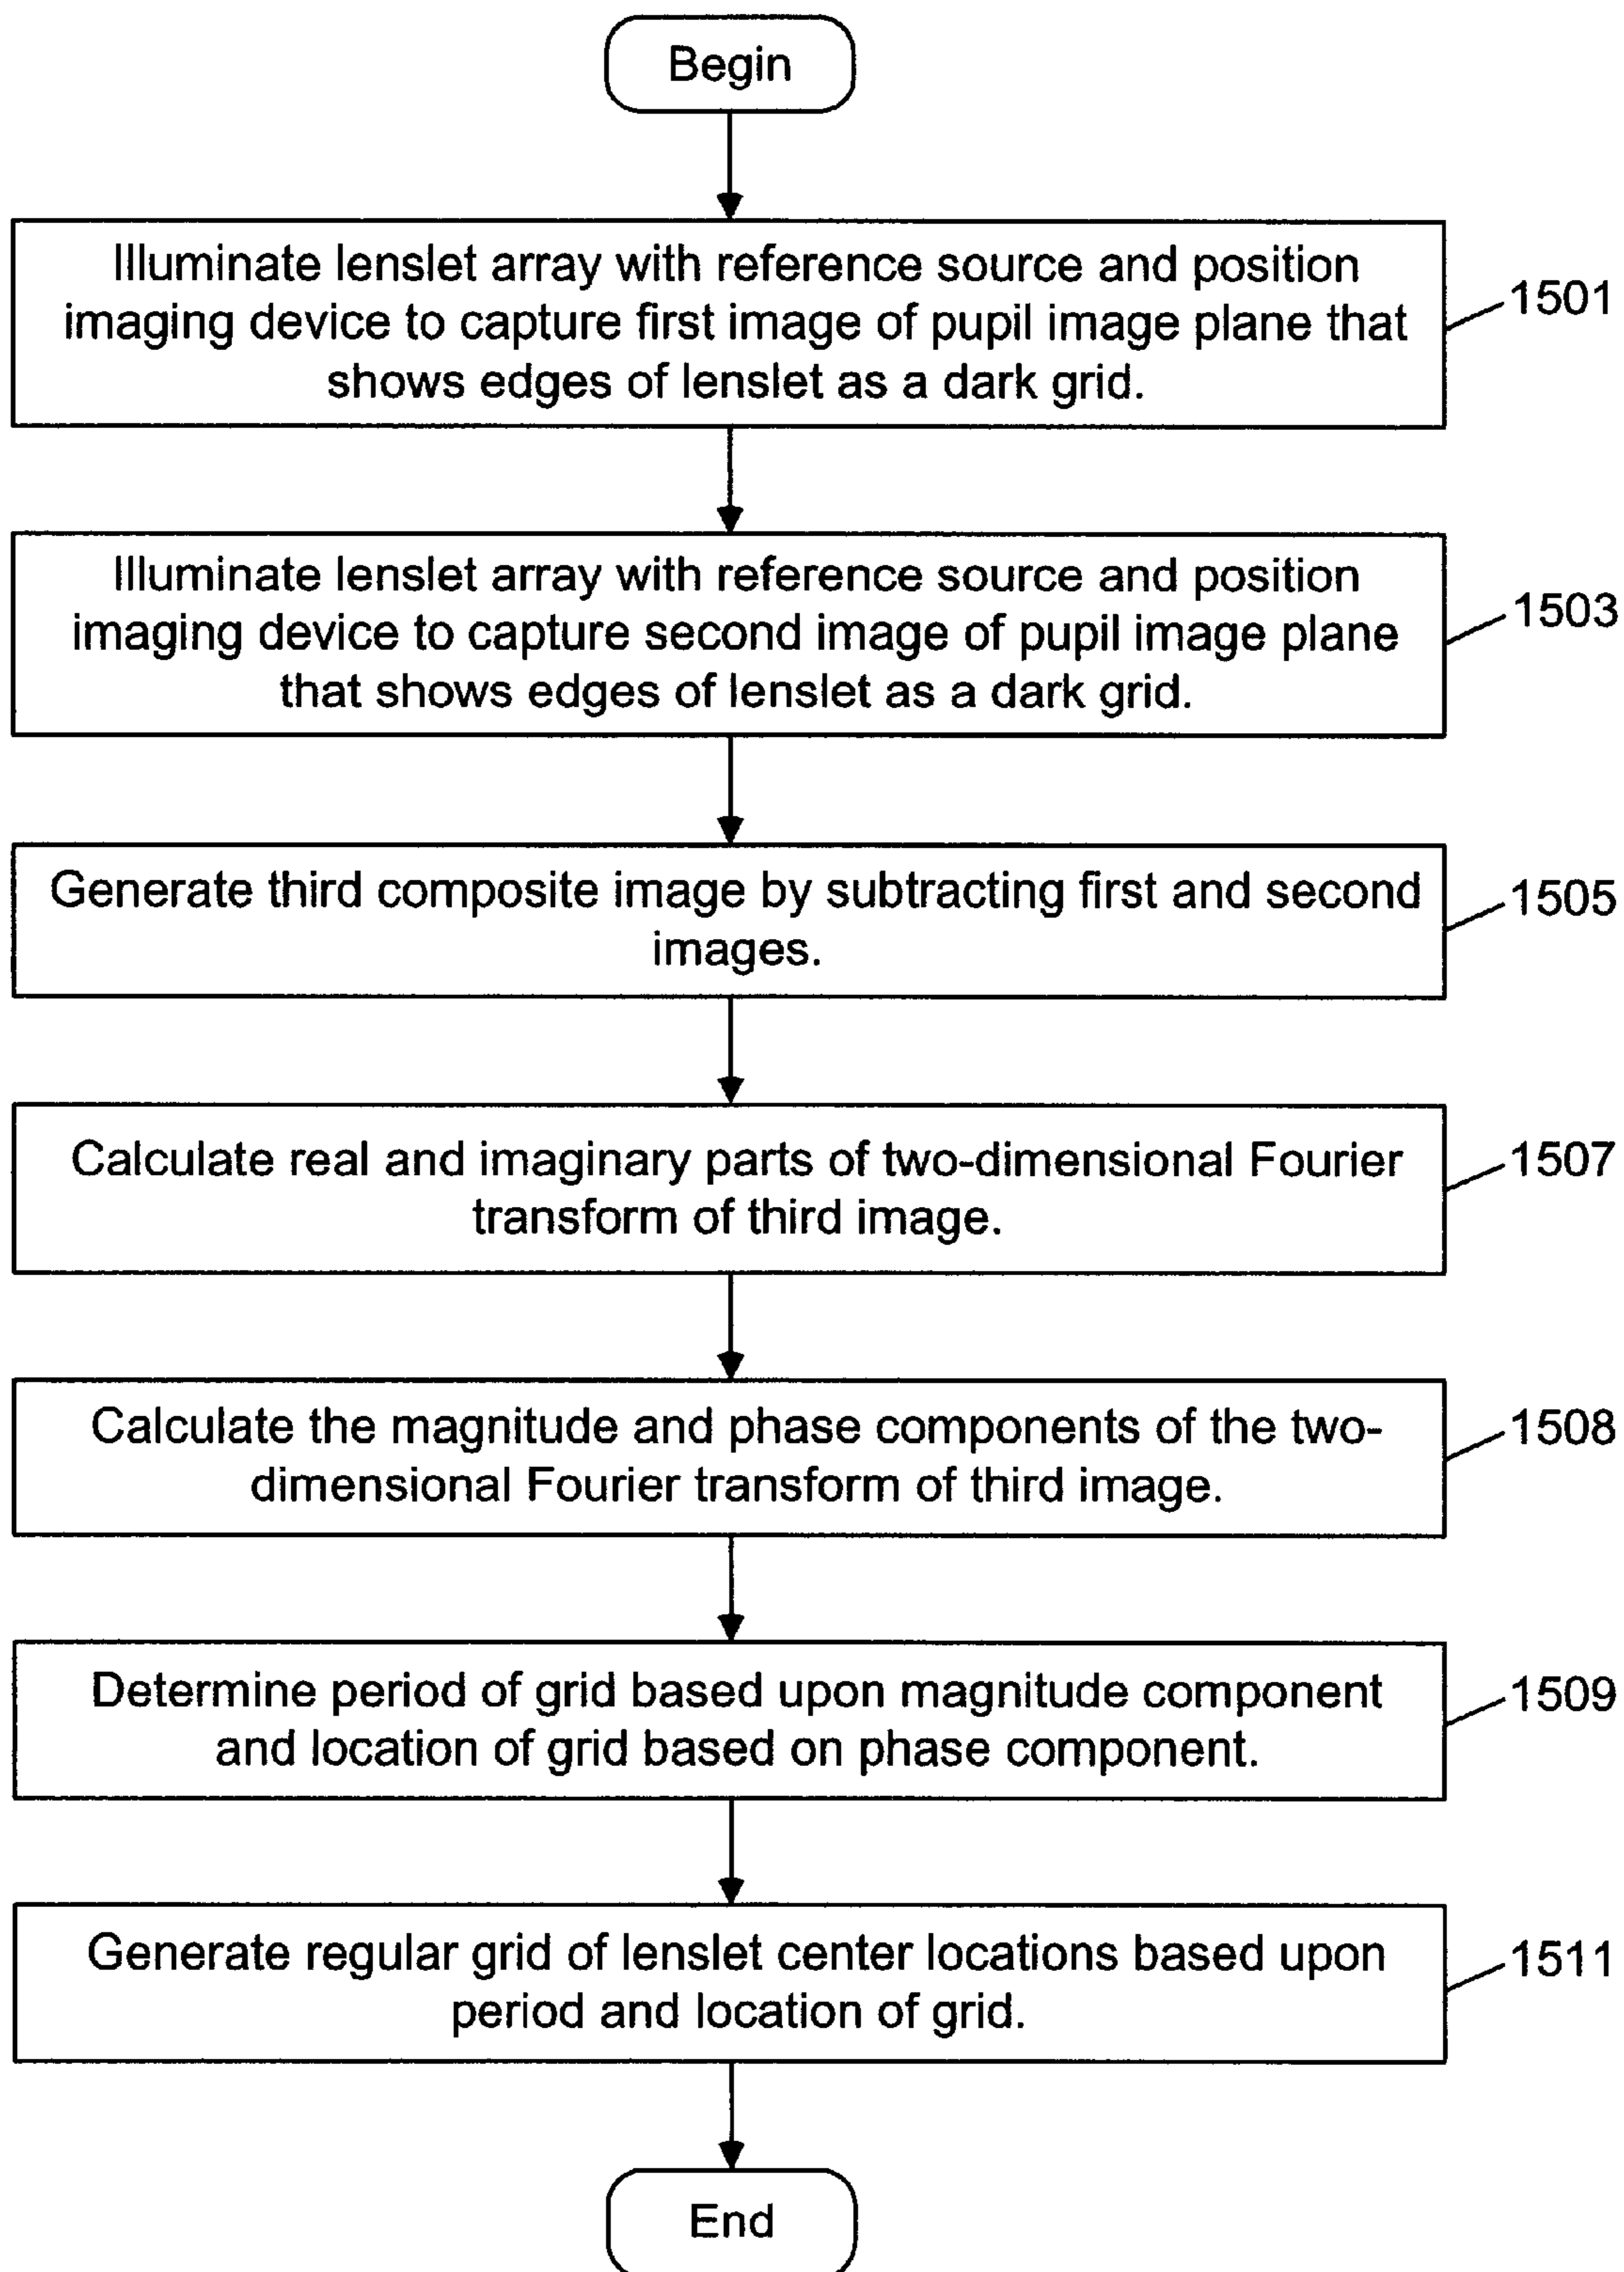 Begin
Illuminate lenslet array with reference source and position
imaging device to capture first image of pupil image plane that
shows edges of lenslet as a dark grid.
1501
Illuminate lenslet array with reference source and position
imaging device to capture second image of pupil image plane
that shows edges of lenslet as a dark grid.
1503
Generate third composite image by subtracting first and second
images.
1505
Calculate real and imaginary parts of two-dimensional Fourier
transform of third image.
1507
Calculate the magnitude and phase components of the two-
dimensional Fourier transform of third image.
1508
Determine period of grid based upon magnitude component
and location of grid based on phase component.
1509
Generate regular grid of lenslet center locations based upon
period and location of grid.
1511
End